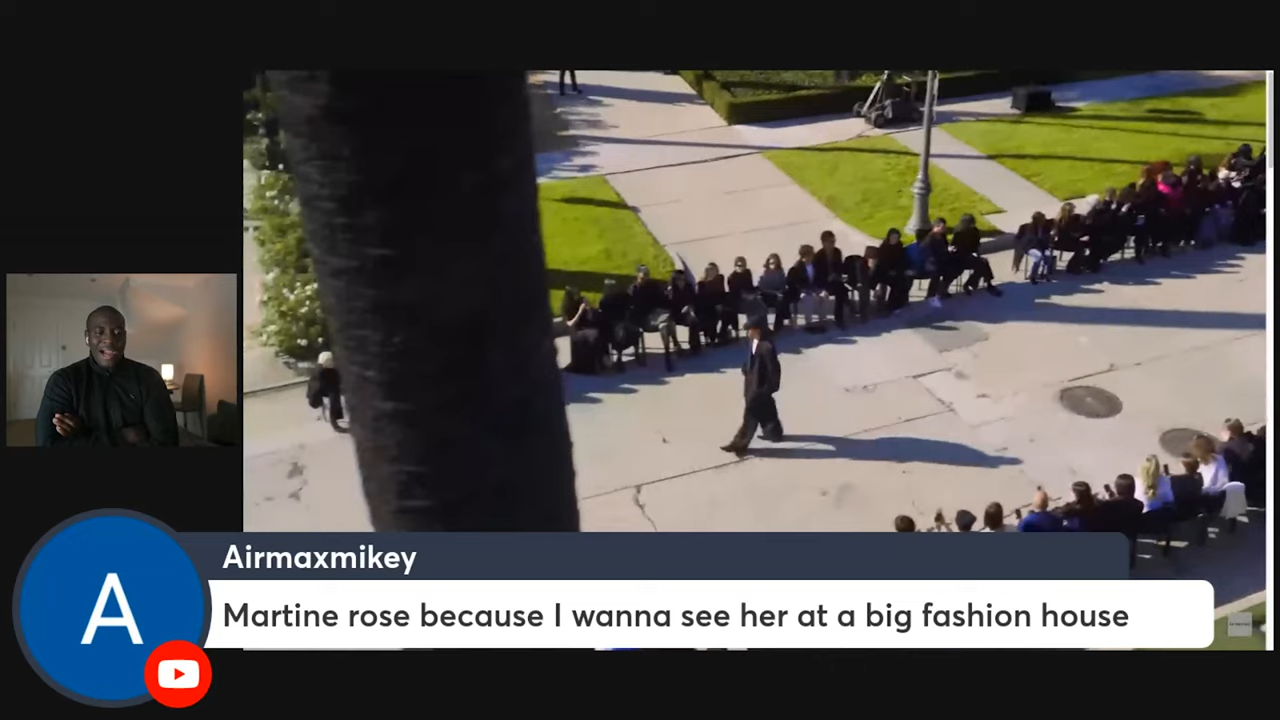 Airmaxmikey
Martine rose because I wanna see her at a big fashion house
A